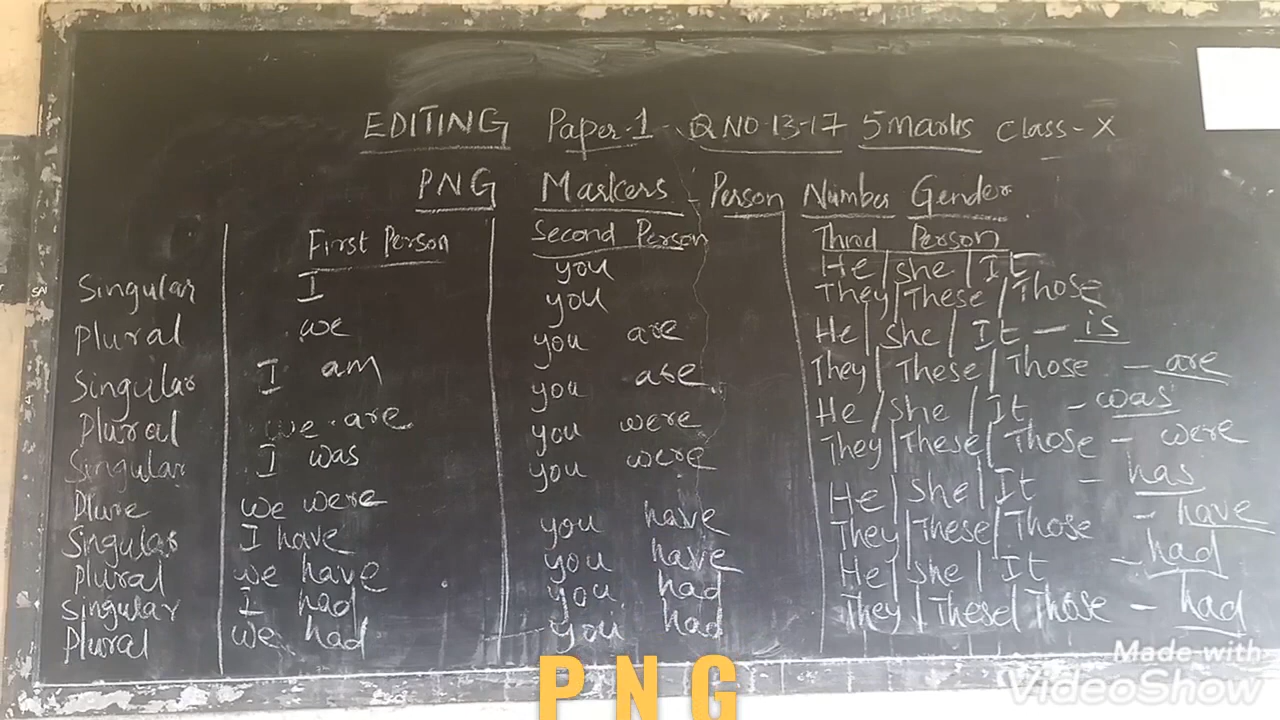 EDITING Paper-1 - Q NO-13-17 5 marks Class-X
PNG Markers - Person Number Gender
First Person Second Person Third Person
Singular I you He/she/It
Plural we you They/These/Those
Singular I am you are He/she/It - is
Plural we are you are They/These/Those - are
Singular I was you were He/She/It - was
Plure we were you were They/These/Those - were
Singular I have you have He/She/It - has
Plural we have you have They/These/Those - have
Singular I had you had He/She/It - had
Plural we had you had They/These/Those - had
PNG
Made with
VideoShow